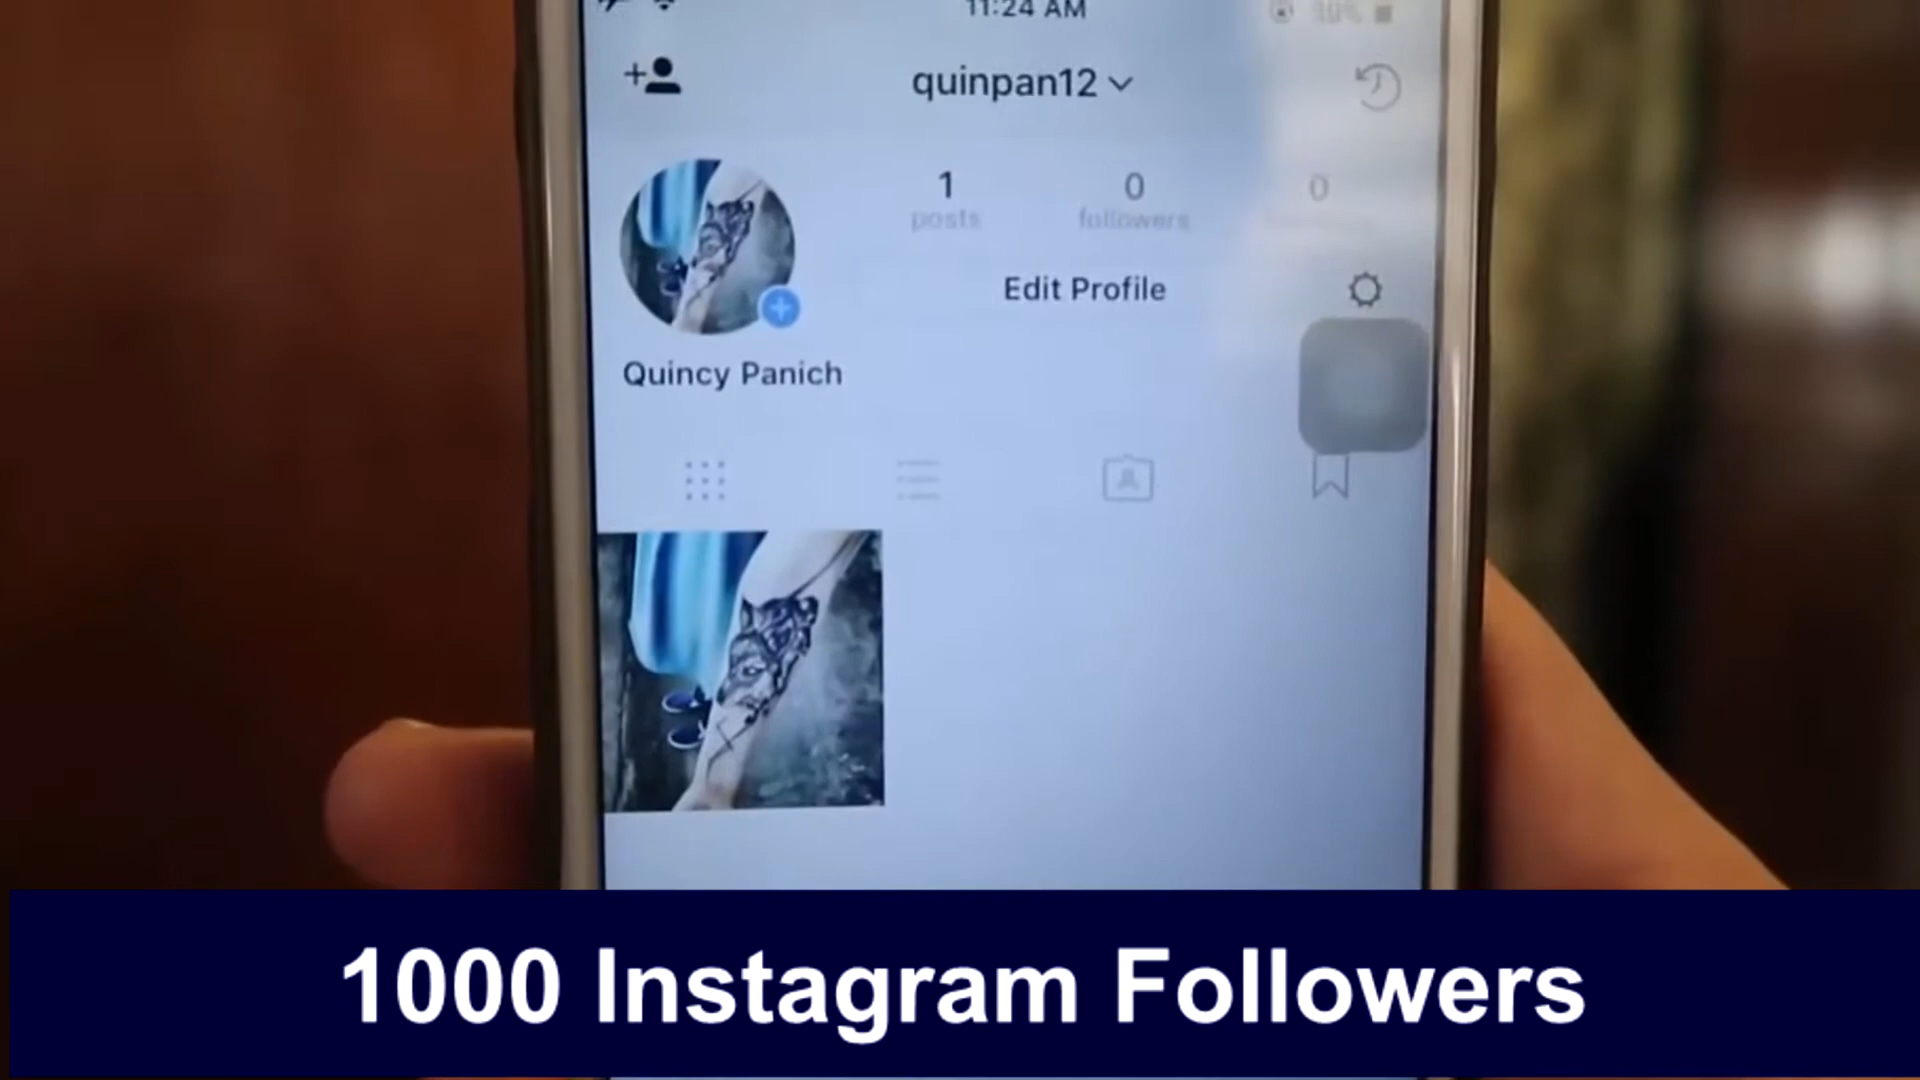 11:24 AM
quinpan12
1 0 0
posts followers
Edit Profile
Quincy Panich
1000 Instagram Followers